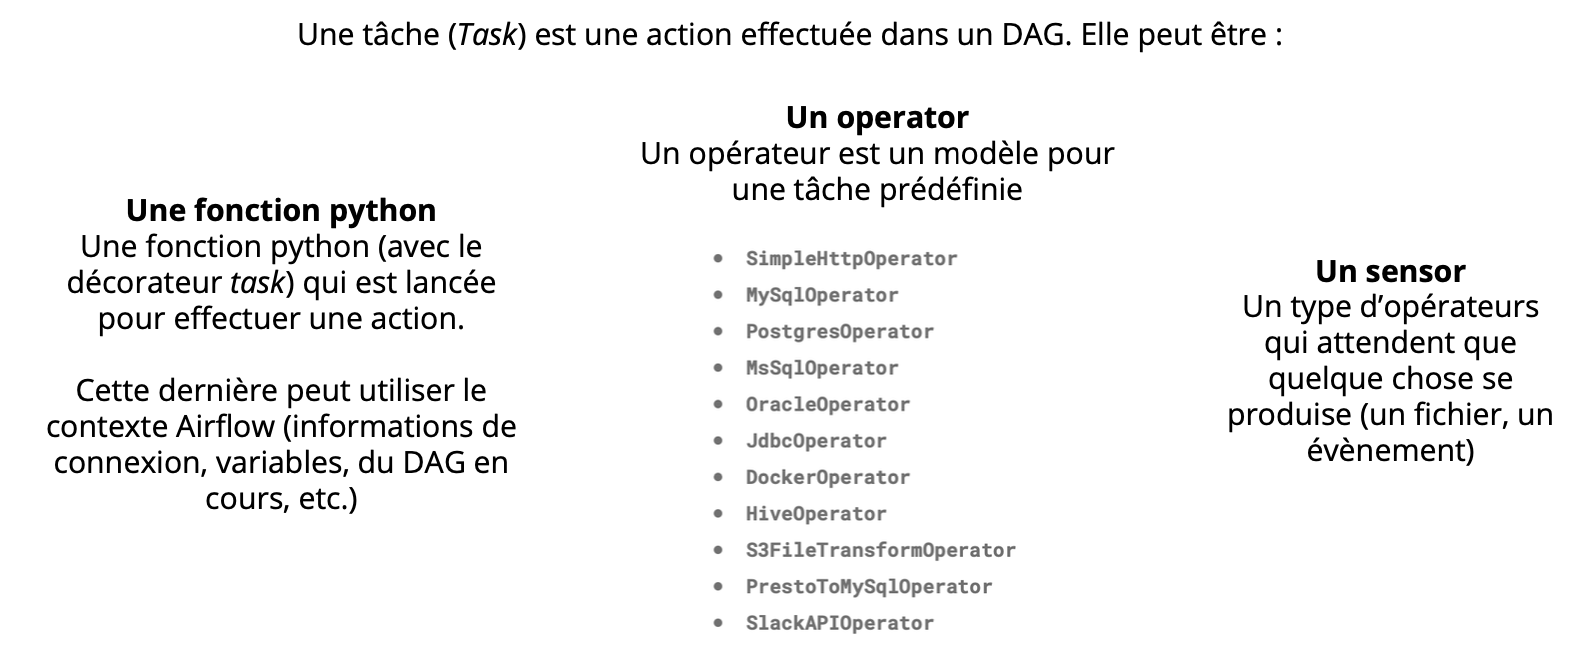 Une tâche (Task) est une action effectuée dans un DAG. Elle peut être :
Une fonction python
Une fonction python (avec le
décorateur task) qui est lancée
pour effectuer une action.
Cette dernière peut utiliser le
contexte Airflow (informations de
connexion, variables, du DAG en
cours, etc.)
Un operator
Un opérateur est un modèle pour
une tâche prédéfinie
• SimpleHttpOperator
• MySqlOperator
• PostgresOperator
• MsSqlOperator
• OracleOperator
• JdbcOperator
• DockerOperator
• HiveOperator
• S3FileTransformOperator
• PrestoToMySqlOperator
• SlackAPIOperator
Un sensor
Un type d’opérateurs
qui attendent que
quelque chose se
produise (un fichier, un
évènement)